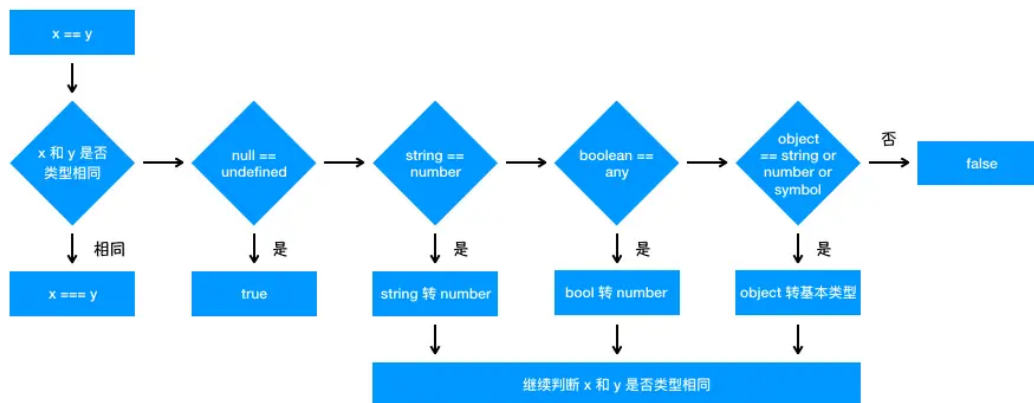 x == y
x 和 y 是否
类型相同
null ==
undefined
string ==
number
boolean ==
any
object
== string or
number or
symbol
否
false
相同
是
是
是
是
x === y
true
string 转 number
bool 转 number
object 转基本类型
继续判断 x 和 y 是否类型相同